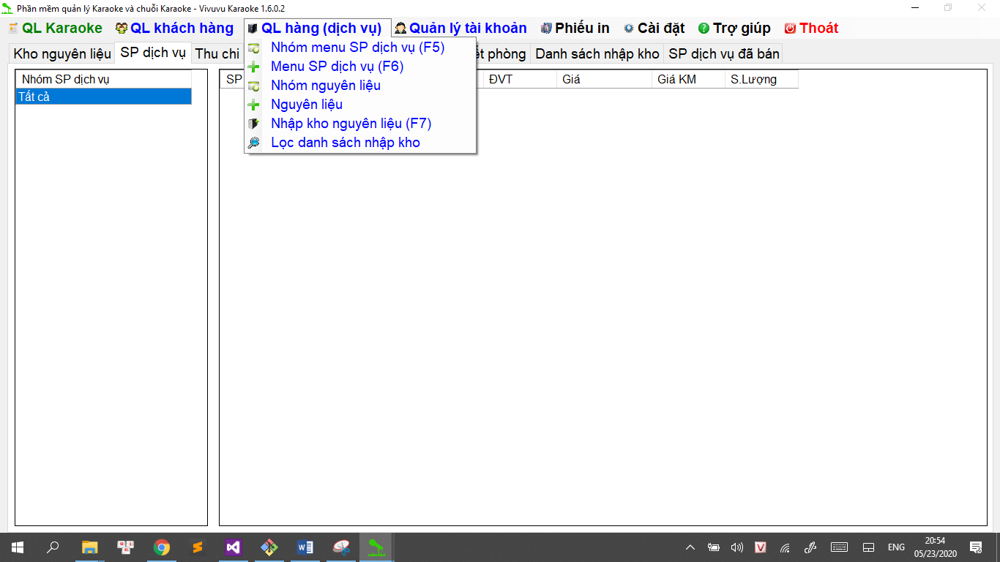 Phần mềm quản lý Karaoke và chuỗi Karaoke - Vivuvu Karaoke 1.6.0.2
QL Karaoke QL khách hàng QL hàng (dịch vụ) Quản lý tài khoản Phiếu in Cài đặt Trợ giúp Thoát
Kho nguyên liệu SP dịch vụ Thu chi phòng Danh sách nhập kho SP dịch vụ đã bán
Nhóm menu SP dịch vụ (F5)
Menu SP dịch vụ (F6)
Nhóm nguyên liệu
Nguyên liệu
Nhập kho nguyên liệu (F7)
Lọc danh sách nhập kho
Nhóm SP dịch vụ
Tất cả
SP ĐVT Giá Giá KM S.Lượng
ENG
20:54
05/23/2020